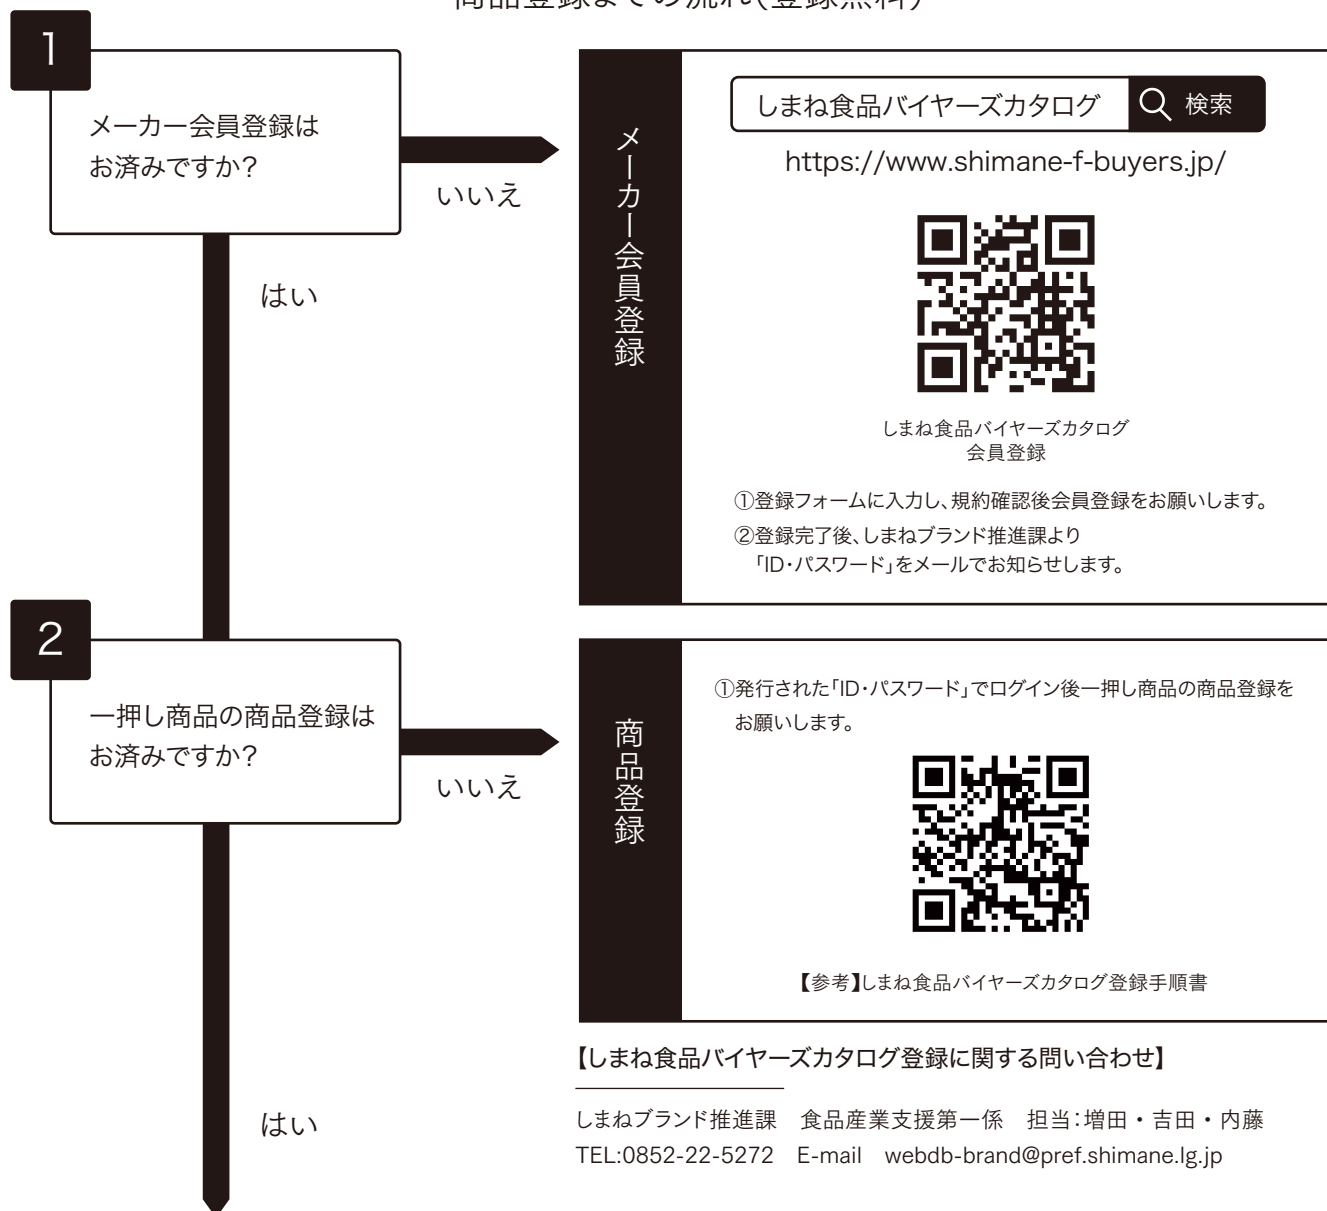 商品登録までの流れ(登録無料)
1
メーカー会員登録は
お済みですか?
いいえ
はい
メーカー会員登録
しまね食品バイヤーズカタログ 検索
https://www.shimane-f-buyers.jp/
しまね食品バイヤーズカタログ
会員登録
①登録フォームに入力し、規約確認後会員登録をお願いします。
②登録完了後、しまねブランド推進課より
「ID・パスワード」をメールでお知らせします。
2
一押し商品の商品登録は
お済みですか?
いいえ
はい
商品登録
①発行された「ID・パスワード」でログイン後一押し商品の商品登録を
お願いします。
【参考】しまね食品バイヤーズカタログ登録手順書
【しまね食品バイヤーズカタログ登録に関する問い合わせ】
しまねブランド推進課　食品産業支援第一係　担当:増田・吉田・内藤
TEL:0852-22-5272　E-mail　webdb-brand@pref.shimane.lg.jp